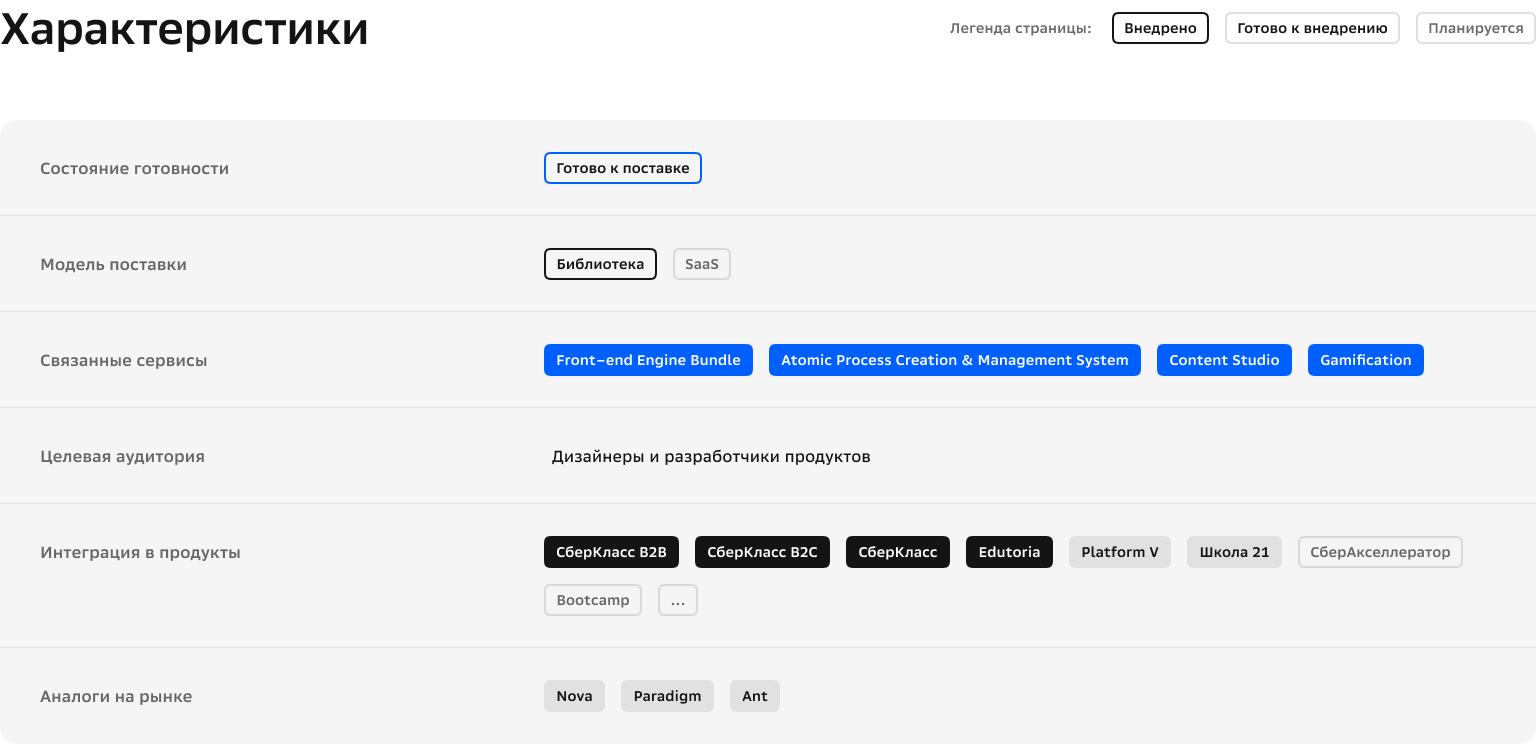 Характеристики
Легенда страницы: Внедрено Готово к внедрению Планируется
Состояние готовности Готово к поставке
Модель поставки Библиотека SaaS
Связанные сервисы Front-end Engine Bundle Atomic Process Creation & Management System Content Studio Gamification
Целевая аудитория Дизайнеры и разработчики продуктов
Интеграция в продукты СберКласс B2B СберКласс B2C СберКласс Edutoria Platform V Школа 21 СберАкселлератор
Bootcamp ...
Аналоги на рынке Nova Paradigm Ant